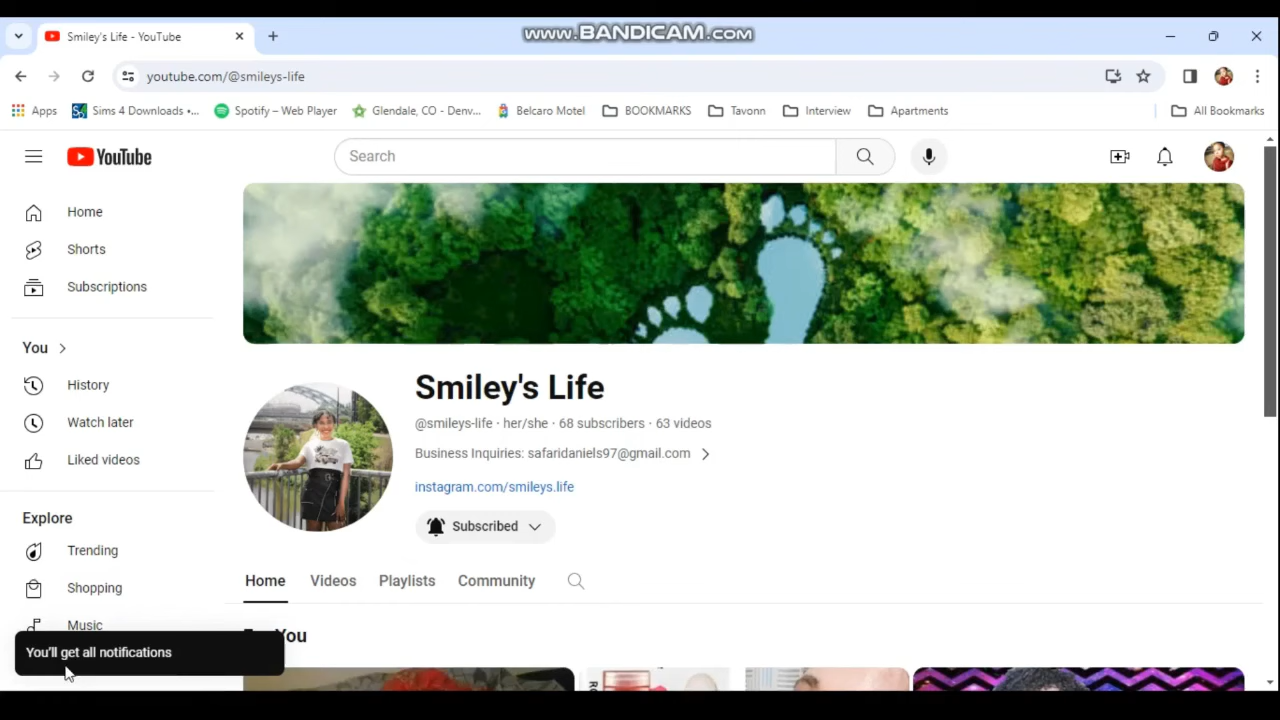 Smiley's Life - YouTube
www.BANDICAM.com
youtube.com/@smileys-life
Apps
Sims 4 Downloads •...
Spotify – Web Player
Glendale, CO - Denv...
Belcaro Motel
BOOKMARKS
Tavonn
Interview
Apartments
All Bookmarks
YouTube
Search
Home
Shorts
Subscriptions
You
History
Watch later
Liked videos
Explore
Trending
Shopping
Music
You'll get all notifications
Smiley's Life
@smileys-life · her/she · 68 subscribers · 63 videos
Business Inquiries: safaridaniels97@gmail.com
instagram.com/smileys.life
Subscribed
Home
Videos
Playlists
Community
You